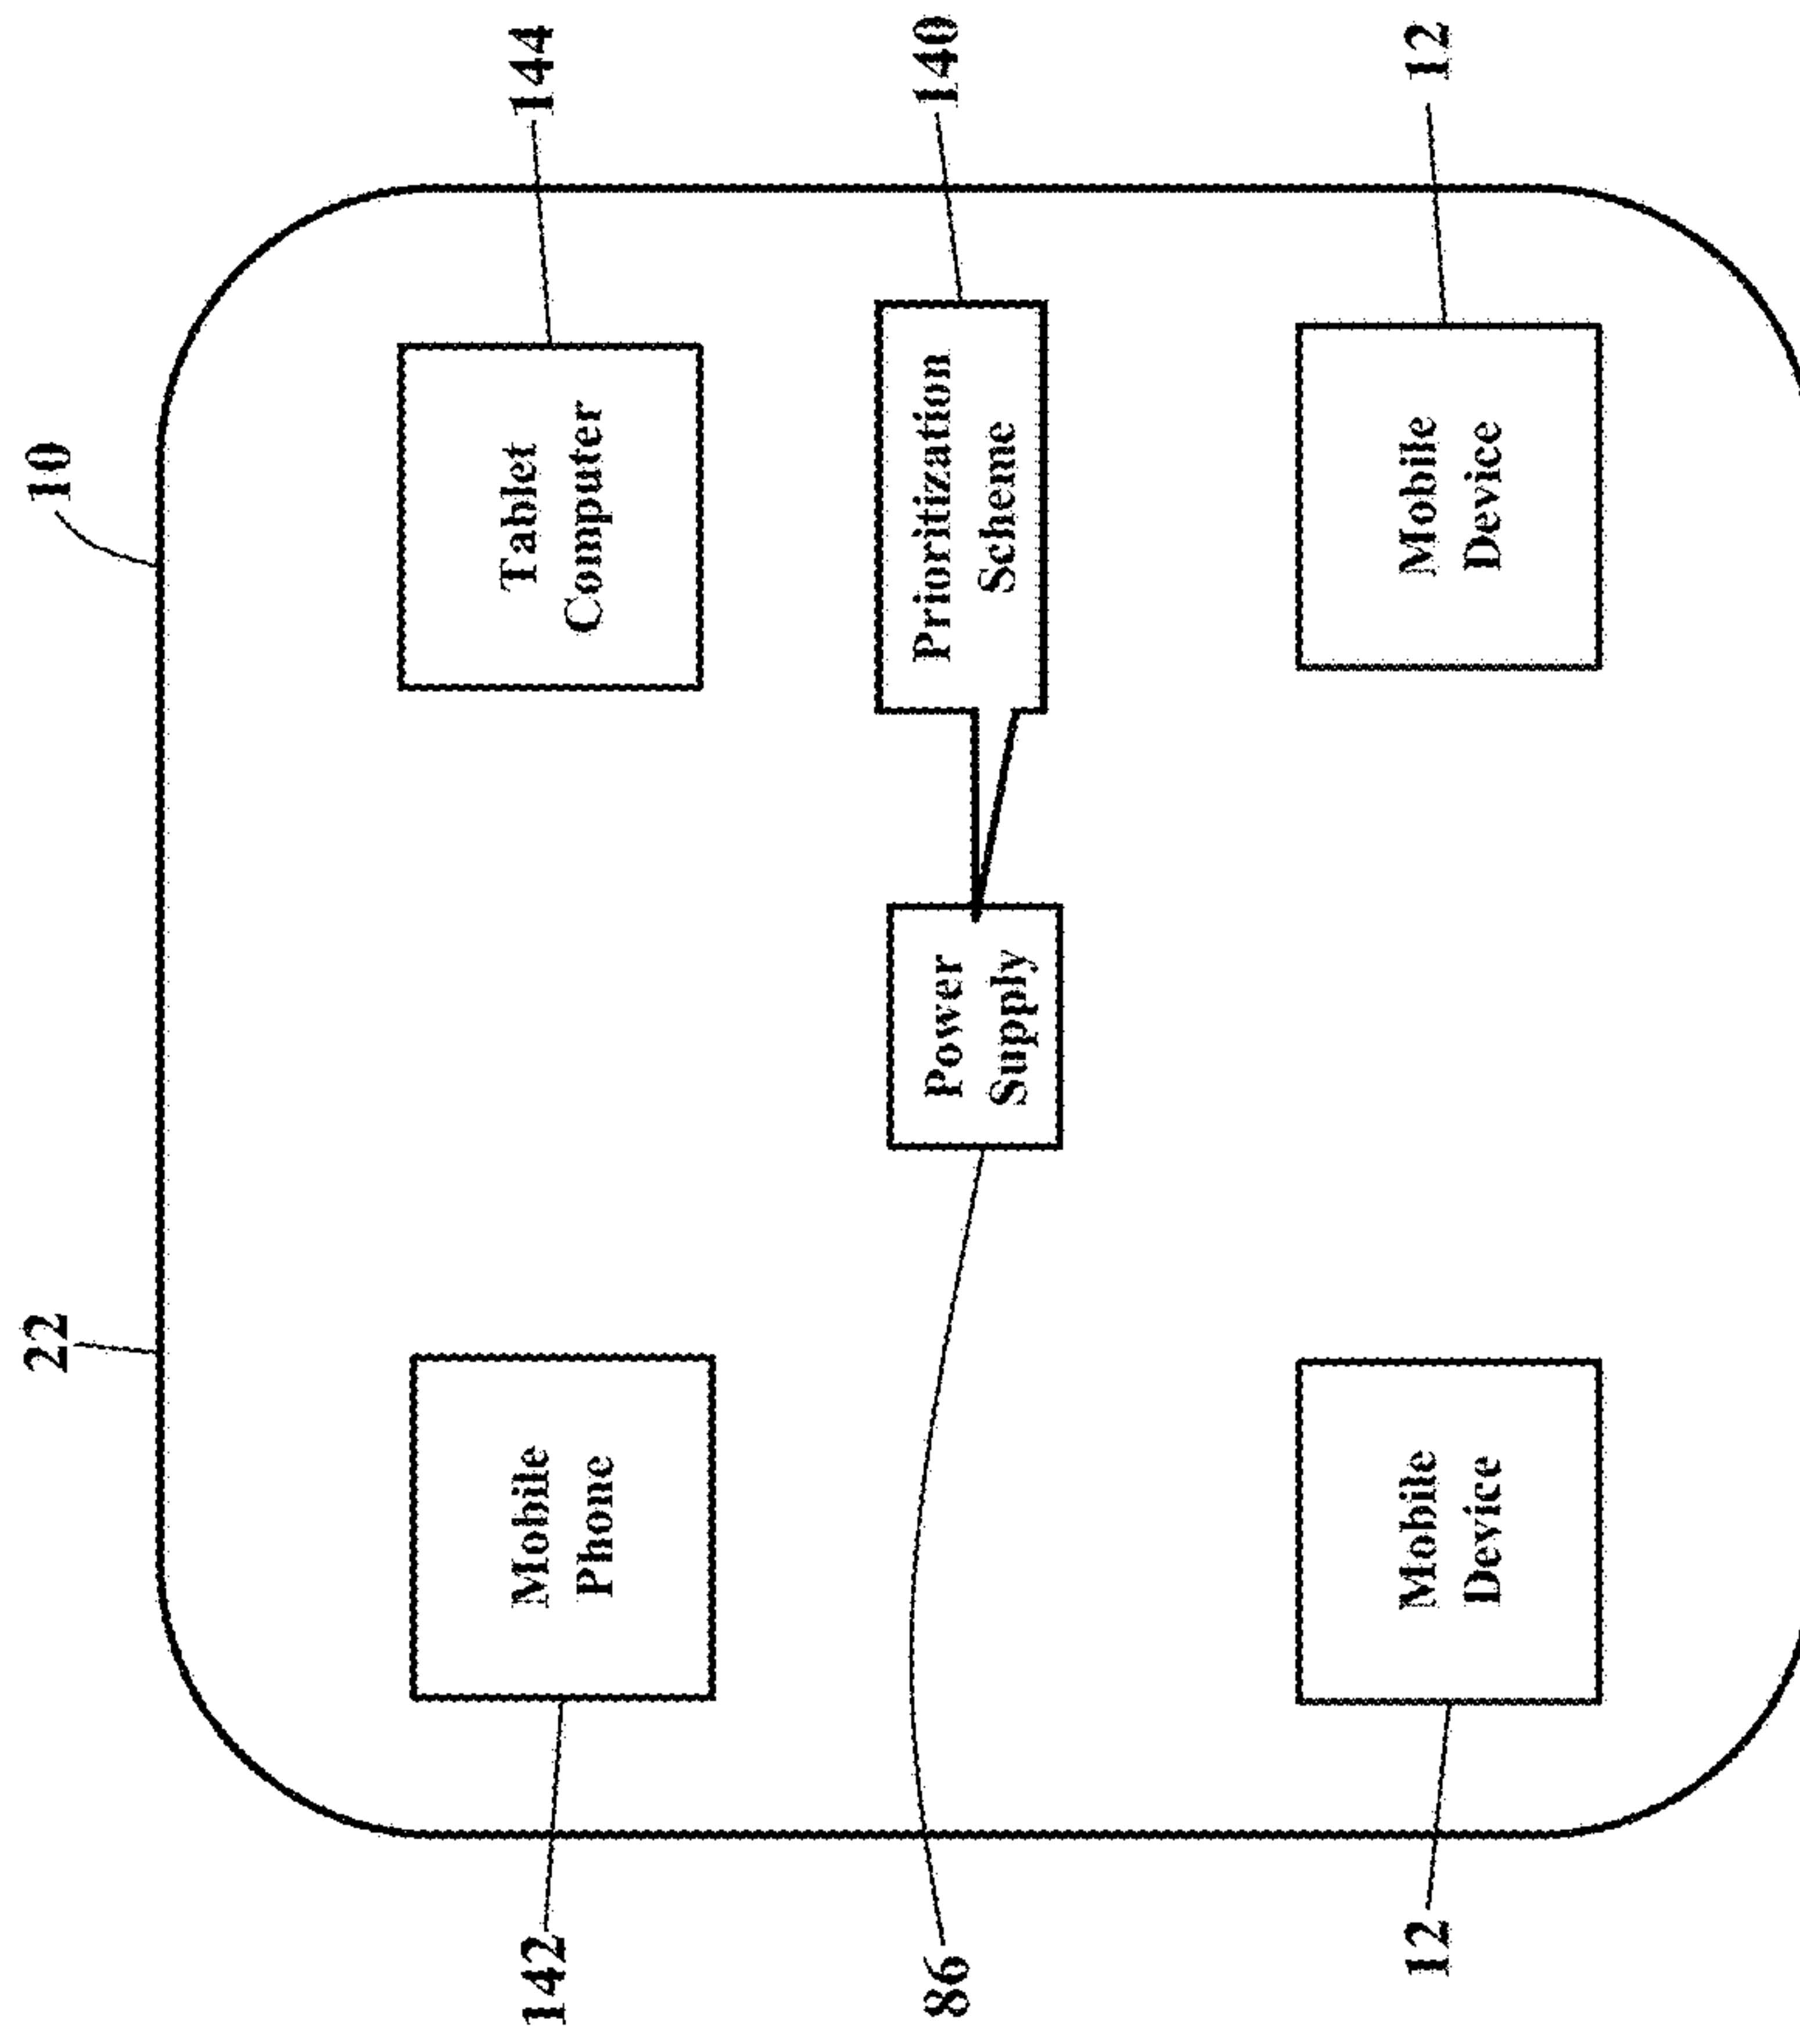 22
10
142
Mobile
Phone
Tablet
Computer
144
86
Power
Supply
Prioritization
Scheme
140
12
Mobile
Device
Mobile
Device
12